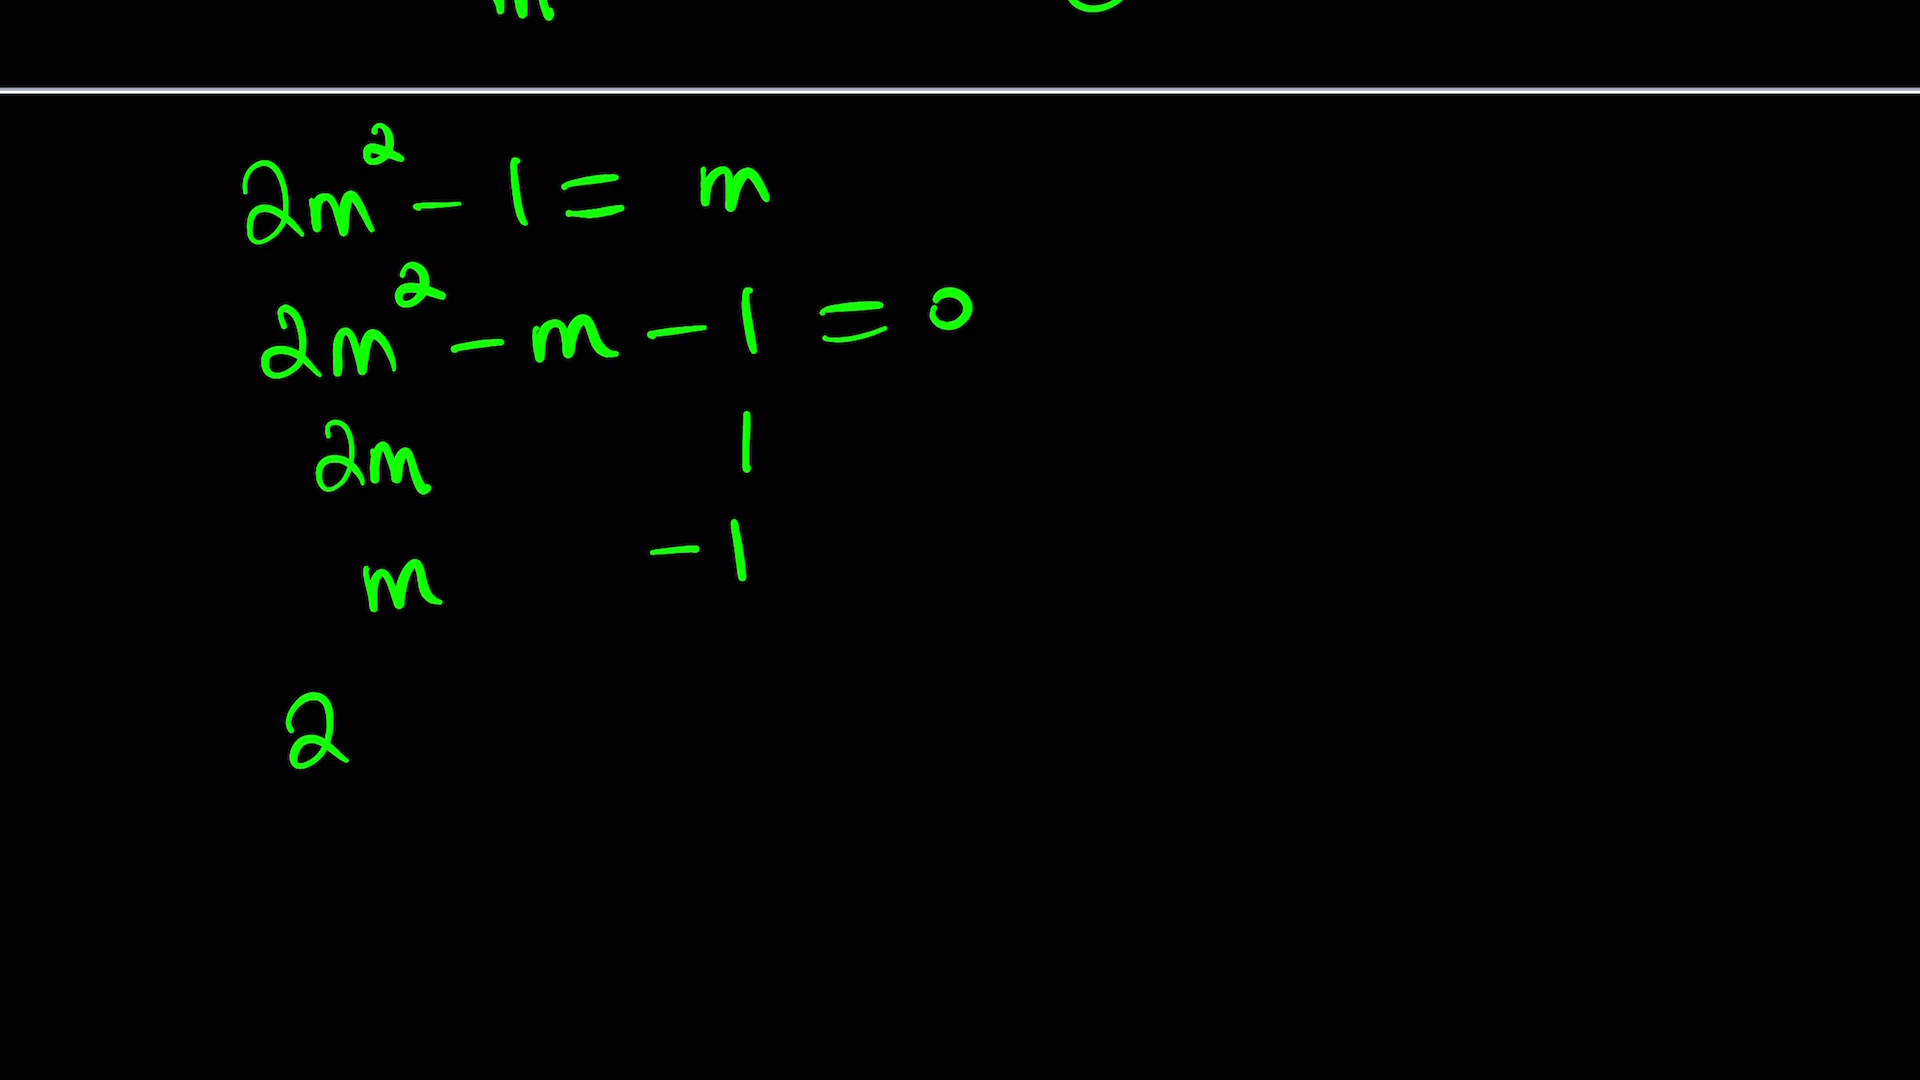 2m² - 1 = m
2m² - m - 1 = 0
2m 1
m -1
2